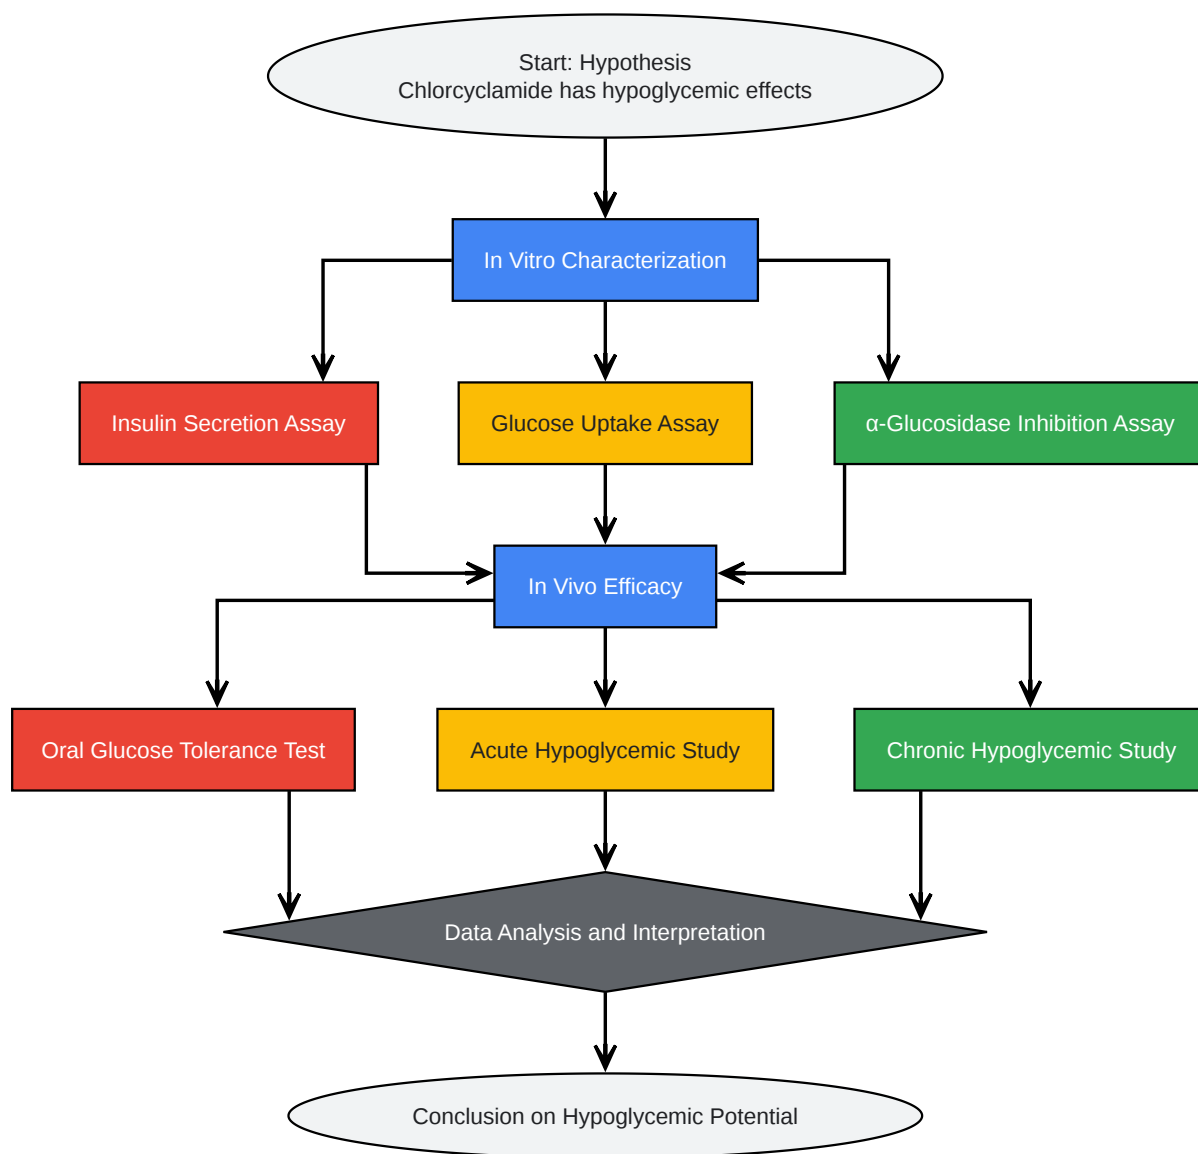 Start: Hypothesis
Chlorcyclamide has hypoglycemic effects
In Vitro Characterization
Insulin Secretion Assay
Glucose Uptake Assay
α-Glucosidase Inhibition Assay
In Vivo Efficacy
Oral Glucose Tolerance Test
Acute Hypoglycemic Study
Chronic Hypoglycemic Study
Data Analysis and Interpretation
Conclusion on Hypoglycemic Potential